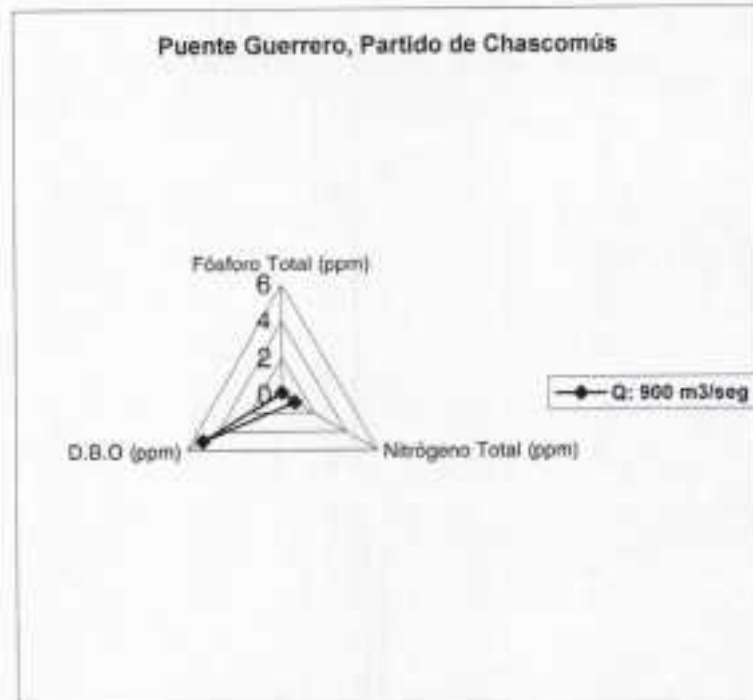 Puente Guerrero, Partido de Chascomús
Fósforo Total (ppm)
6
4
2
0
Q: 900 m3/seg
D.B.O (ppm)
Nitrógeno Total (ppm)